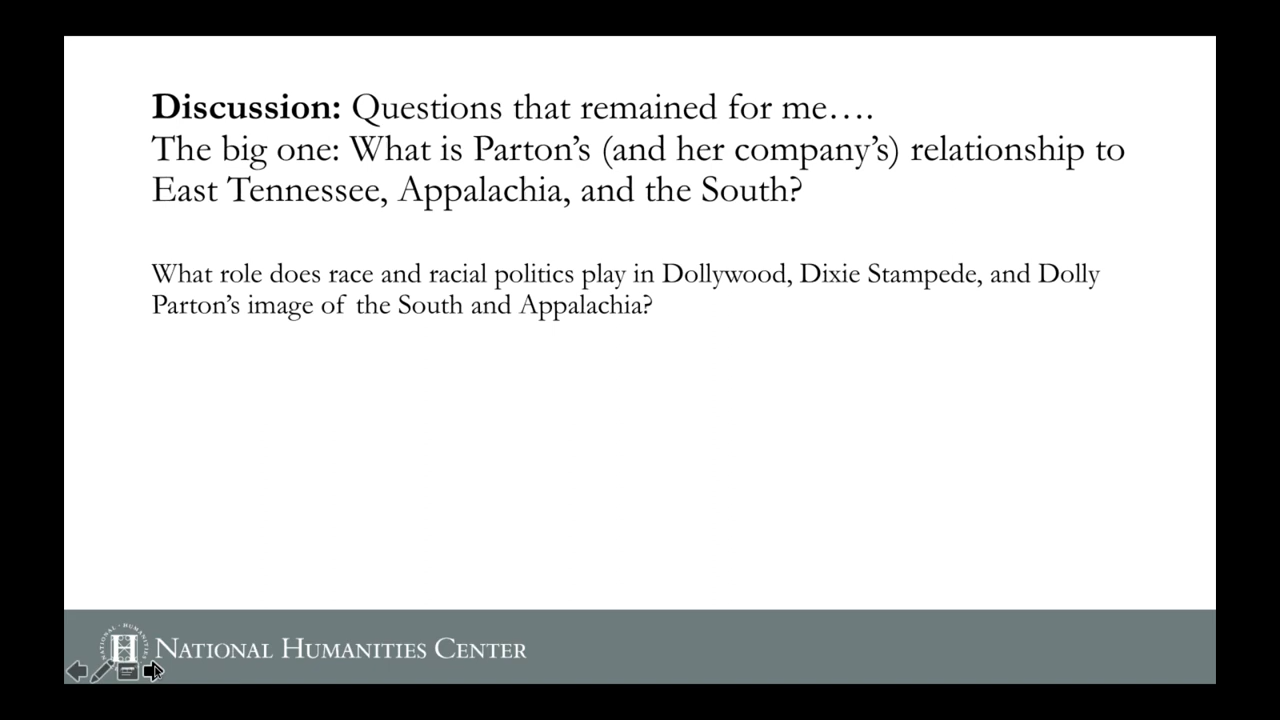 Discussion: Questions that remained for me….
The big one: What is Parton’s (and her company’s) relationship to
East Tennessee, Appalachia, and the South?
What role does race and racial politics play in Dollywood, Dixie Stampede, and Dolly
Parton’s image of the South and Appalachia?
NATIONAL HUMANITIES CENTER